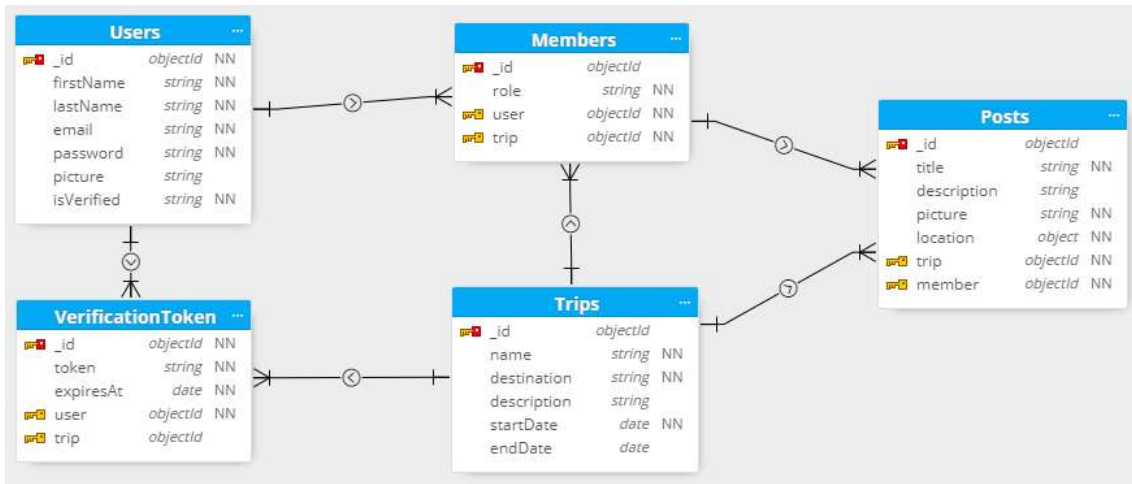 Users ...
_id objectId NN
firstName string NN
lastName string NN
email string NN
password string NN
picture string
isVerified string NN
Members ...
_id objectId
role string NN
user objectId NN
trip objectId NN
Posts ...
_id objectId
title string NN
description string
picture string NN
location object NN
trip objectId NN
member objectId NN
VerificationToken ...
_id objectId NN
token string NN
expiresAt date NN
user objectId NN
trip objectId
Trips ...
_id objectId
name string NN
destination string NN
description string
startDate date NN
endDate date